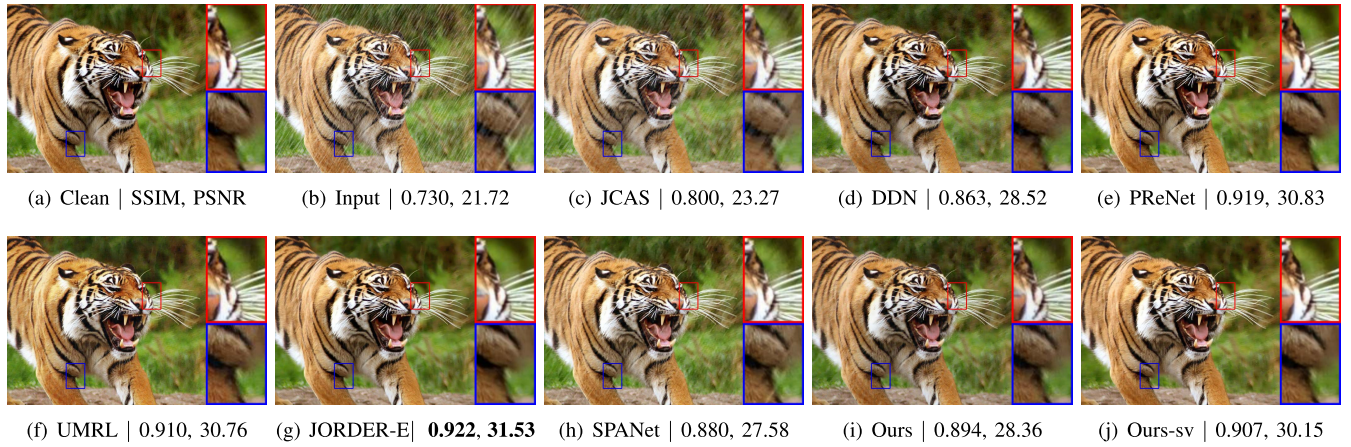 (a) Clean | SSIM, PSNR
(b) Input | 0.730, 21.72
(c) JCAS | 0.800, 23.27
(d) DDN | 0.863, 28.52
(e) PReNet | 0.919, 30.83
(f) UMRL | 0.910, 30.76
(g) JORDER-E| 0.922, 31.53
(h) SPANet | 0.880, 27.58
(i) Ours | 0.894, 28.36
(j) Ours-sv | 0.907, 30.15